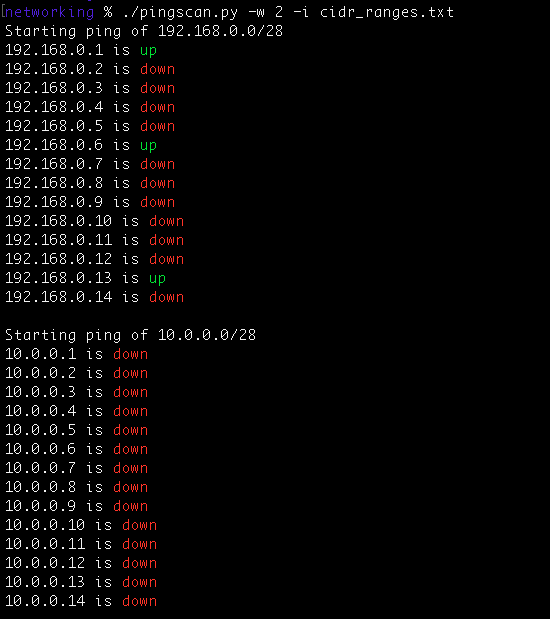 networking % ./pingscan.py -w 2 -i cidr_ranges.txt
Starting ping of 192.168.0.0/28
192.168.0.1 is up
192.168.0.2 is down
192.168.0.3 is down
192.168.0.4 is down
192.168.0.5 is down
192.168.0.6 is up
192.168.0.7 is down
192.168.0.8 is down
192.168.0.9 is down
192.168.0.10 is down
192.168.0.11 is down
192.168.0.12 is down
192.168.0.13 is up
192.168.0.14 is down
Starting ping of 10.0.0.0/28
10.0.0.1 is down
10.0.0.2 is down
10.0.0.3 is down
10.0.0.4 is down
10.0.0.5 is down
10.0.0.6 is down
10.0.0.7 is down
10.0.0.8 is down
10.0.0.9 is down
10.0.0.10 is down
10.0.0.11 is down
10.0.0.12 is down
10.0.0.13 is down
10.0.0.14 is down